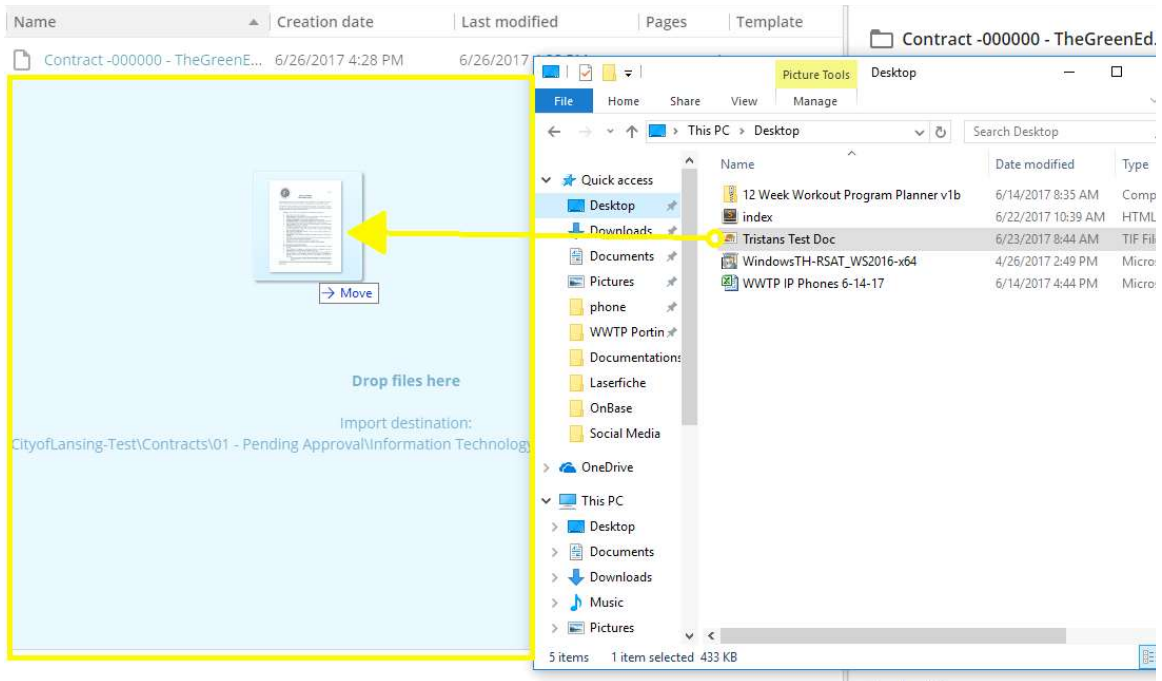 Name Creation date Last modified Pages Template
Contract -000000 - TheGreenE... 6/26/2017 4:28 PM 6/26/2017
Contract -000000 - TheGreenEd.
Move
Drop files here
Import destination:
CityofLansing-Test\Contracts\01 - Pending Approval\Information Technology
Picture Tools Desktop
File Home Share View Manage
This PC Desktop Search Desktop
Quick access
Desktop
Downloads
Documents
Pictures
phone
WWTP Portin
Documentations
Laserfiche
OnBase
Social Media
OneDrive
This PC
Desktop
Documents
Downloads
Music
Pictures
Name Date modified Type
12 Week Workout Program Planner v1b 6/14/2017 8:35 AM Comp
index 6/22/2017 10:39 AM HTML
Tristans Test Doc 6/23/2017 8:44 AM TIF Fil
WindowsTH-RSAT_WS2016-x64 4/26/2017 2:49 PM Micros
WWTP IP Phones 6-14-17 6/14/2017 4:44 PM Micros
5 items 1 item selected 433 KB